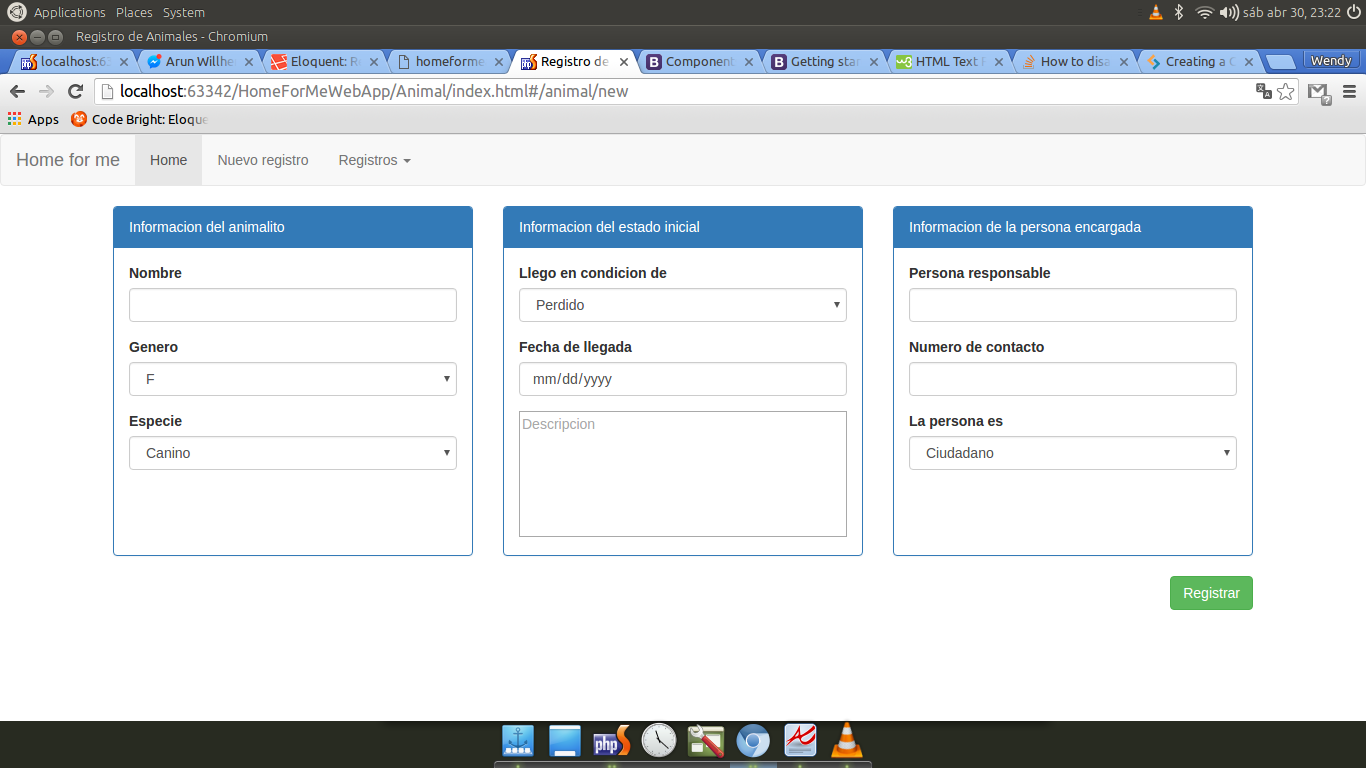 Applications Places System sáb abr 30, 23:22
Registro de Animales - Chromium
localhost:6 Arun Willhe Eloquent: R homeforme Registro de Component Getting sta HTML Text How to disa Creating a Wendy
localhost:63342/HomeForMeWebApp/Animal/index.html#/animal/new
Apps Code Bright: Eloque
Home for me Home Nuevo registro Registros
Informacion del animalito
Nombre
Genero
F
Especie
Canino
Informacion del estado inicial
Llego en condicion de
Perdido
Fecha de llegada
mm/dd/yyyy
Descripcion
Informacion de la persona encargada
Persona responsable
Numero de contacto
La persona es
Ciudadano
Registrar
php